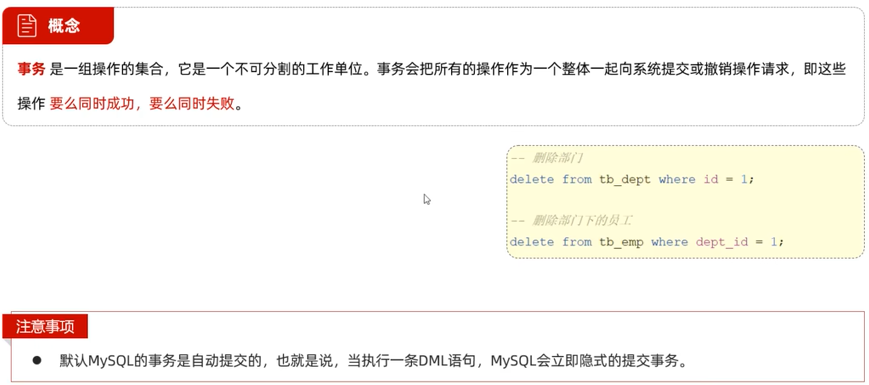 概念
事务 是一组操作的集合，它是一个不可分割的工作单位。事务会把所有的操作作为一个整体一起向系统提交或撤销操作请求，即这些
操作 要么同时成功，要么同时失败。
-- 删除部门
delete from tb_dept where id = 1;
-- 删除部门下的员工
delete from tb_emp where dept_id = 1;
注意事项
● 默认MySQL的事务是自动提交的，也就是说，当执行一条DML语句，MySQL会立即隐式的提交事务。